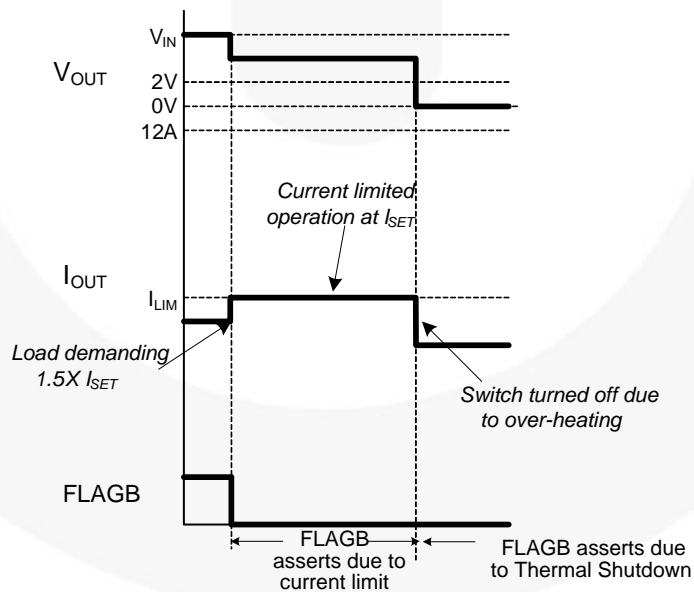 VIN
VOUT
2V
0V
12A
Current limited
operation at ISET
IOUT
ILIM
Load demanding
1.5X ISET
Switch turned off due
to over-heating
FLAGB
FLAGB
asserts due to
current limit
FLAGB asserts due
to Thermal Shutdown